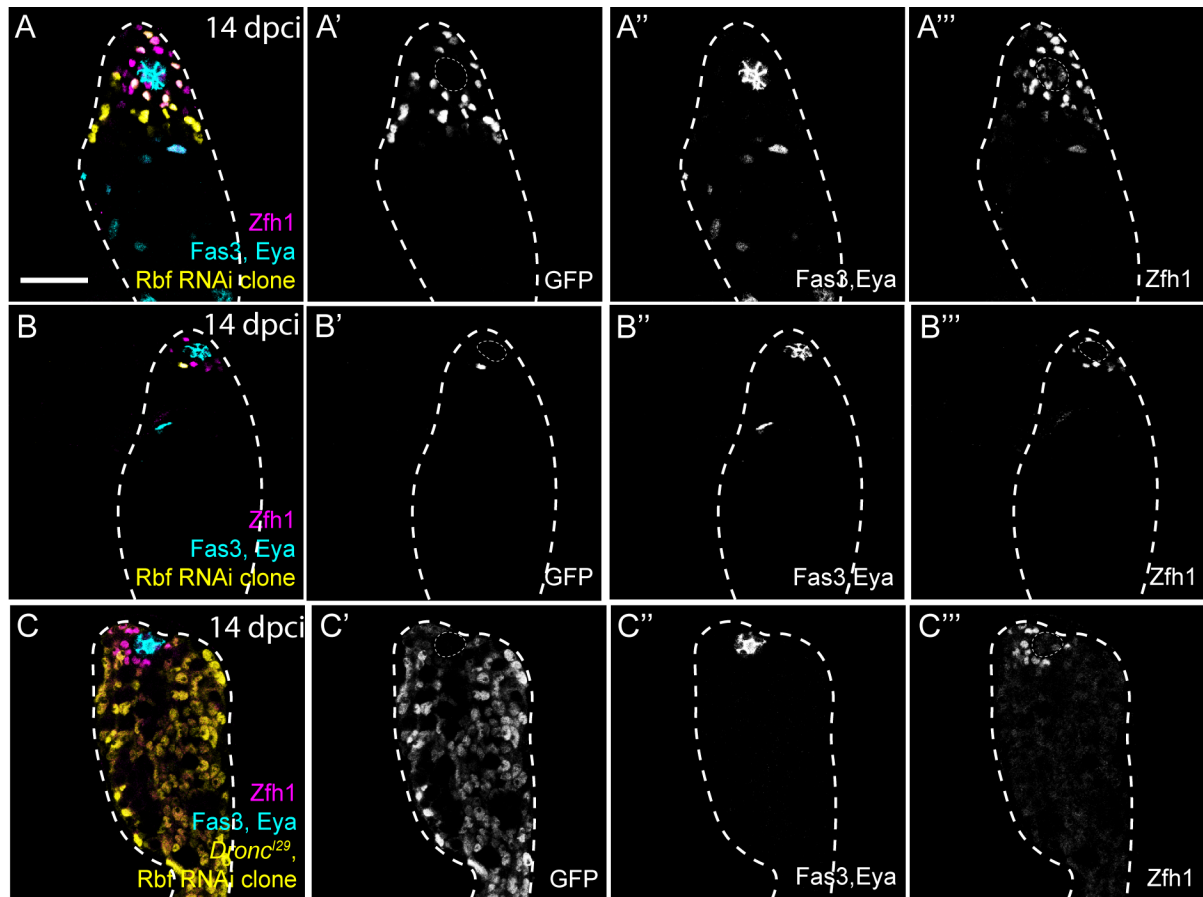 A 14 dpci
Zfh1
Fas3, Eya
Rbf RNAi clone
A' GFP
A'' Fas3,Eya
A''' Zfh1
B 14 dpci
Zfh1
Fas3, Eya
Rbf RNAi clone
B' GFP
B'' Fas3,Eya
B''' Zfh1
C 14 dpci
Zfh1
Fas3, Eya
Dronc^I29,
Rbf RNAi clone
C' GFP
C'' Fas3,Eya
C''' Zfh1